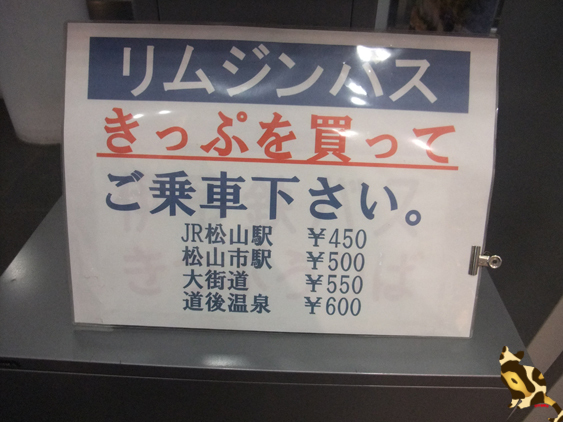 リムジンバス
きっぷを買って
ご乗車下さい。
JR松山駅 ￥450
松山市駅 ￥500
大街道 ￥550
道後温泉 ￥600